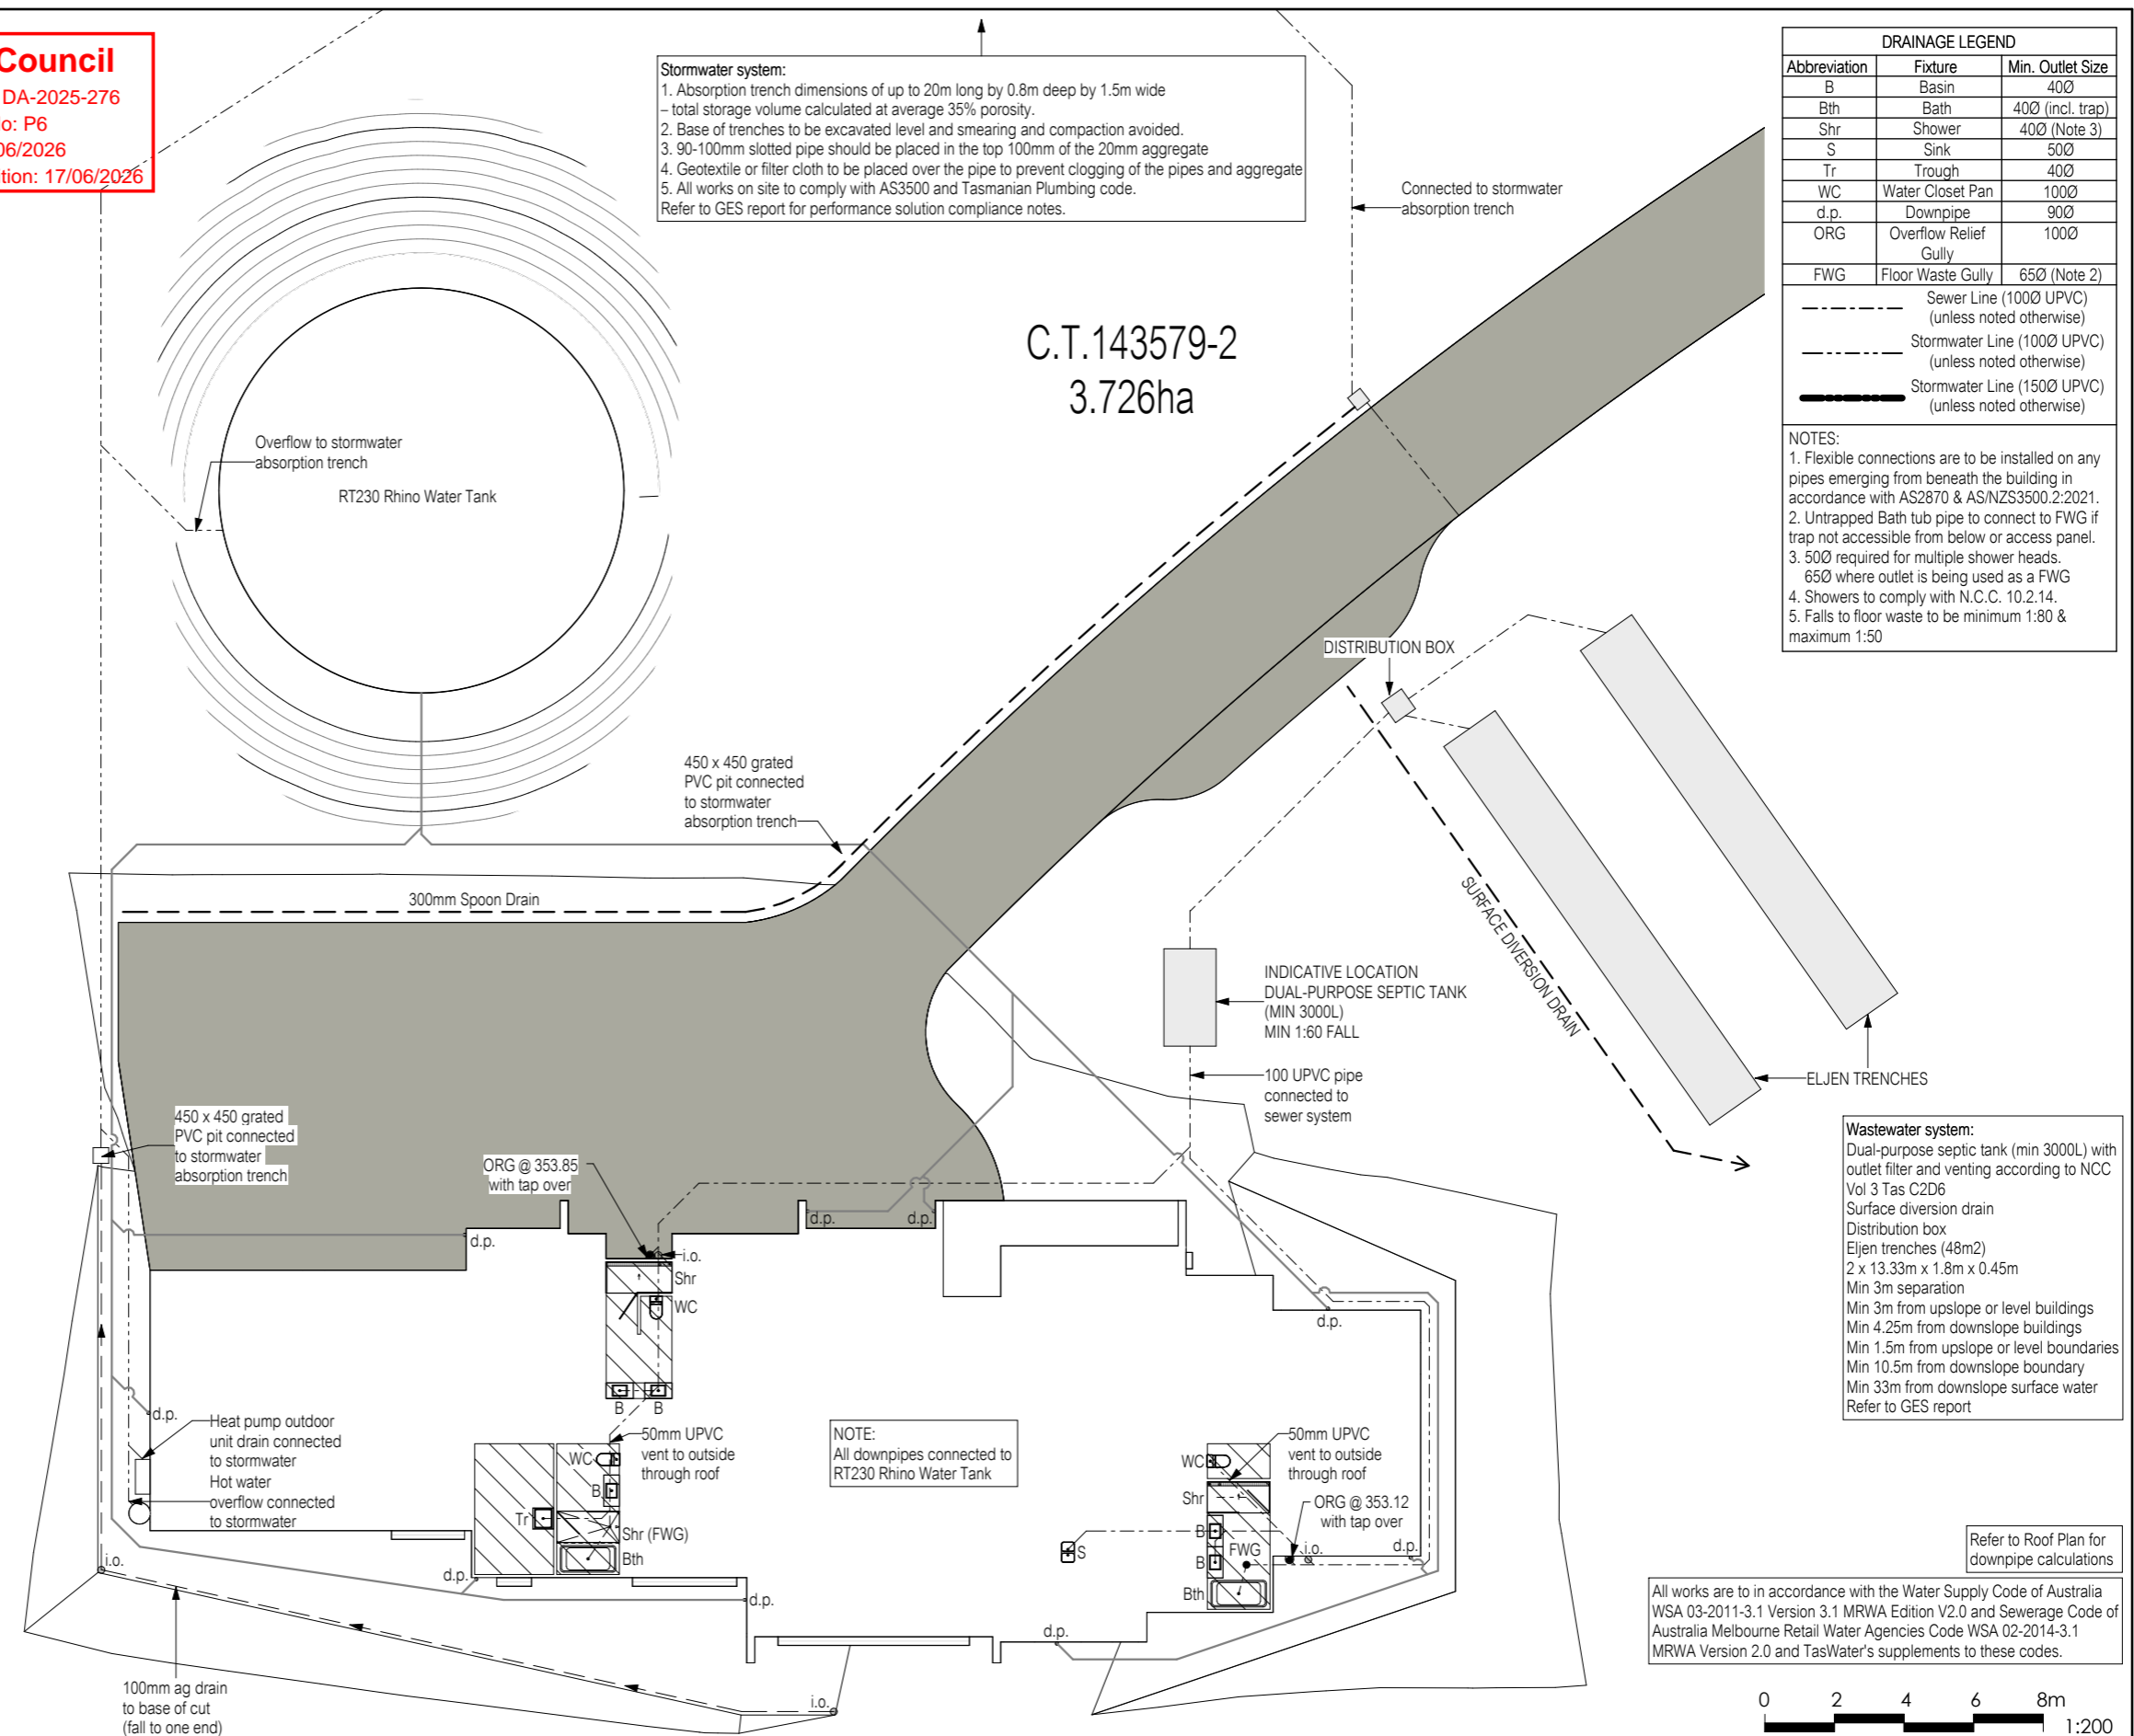 Council
DA-2025-276
o: P6
06/2026
tion: 17/06/2026
Stormwater system:
1. Absorption trench dimensions of up to 20m long by 0.8m deep by 1.5m wide
– total storage volume calculated at average 35% porosity.
2. Base of trenches to be excavated level and smearing and compaction avoided.
3. 90-100mm slotted pipe should be placed in the top 100mm of the 20mm aggregate
4. Geotextile or filter cloth to be placed over the pipe to prevent clogging of the pipes and aggregate
5. All works on site to comply with AS3500 and Tasmanian Plumbing code.
Refer to GES report for performance solution compliance notes.
DRAINAGE LEGEND
Abbreviation Fixture Min. Outlet Size
B Basin 40Ø
Bth Bath 40Ø (incl. trap)
Shr Shower 40Ø (Note 3)
S Sink 50Ø
Tr Trough 40Ø
WC Water Closet Pan 100Ø
d.p. Downpipe 90Ø
ORG Overflow Relief 100Ø
Gully
FWG Floor Waste Gully 65Ø (Note 2)
Sewer Line (100Ø UPVC)
(unless noted otherwise)
Stormwater Line (100Ø UPVC)
(unless noted otherwise)
Stormwater Line (150Ø UPVC)
(unless noted otherwise)
NOTES:
1. Flexible connections are to be installed on any
pipes emerging from beneath the building in
accordance with AS2870 & AS/NZS3500.2:2021.
2. Untrapped Bath tub pipe to connect to FWG if
trap not accessible from below or access panel.
3. 50Ø required for multiple shower heads.
65Ø where outlet is being used as a FWG
4. Showers to comply with N.C.C. 10.2.14.
5. Falls to floor waste to be minimum 1:80 &
maximum 1:50
Connected to stormwater
absorption trench
C.T.143579-2
3.726ha
Overflow to stormwater
absorption trench
RT230 Rhino Water Tank
DISTRIBUTION BOX
450 x 450 grated
PVC pit connected
to stormwater
absorption trench
300mm Spoon Drain
SURFACE DIVERSION DRAIN
INDICATIVE LOCATION
DUAL-PURPOSE SEPTIC TANK
(MIN 3000L)
MIN 1:60 FALL
100 UPVC pipe
connected to
sewer system
ELJEN TRENCHES
450 x 450 grated
PVC pit connected
to stormwater
absorption trench
ORG @ 353.85
with tap over
Wastewater system:
Dual-purpose septic tank (min 3000L) with
outlet filter and venting according to NCC
Vol 3 Tas C2D6
Surface diversion drain
Distribution box
Eljen trenches (48m2)
2 x 13.33m x 1.8m x 0.45m
Min 3m separation
Min 3m from upslope or level buildings
Min 4.25m from downslope buildings
Min 1.5m from upslope or level boundaries
Min 10.5m from downslope boundary
Min 33m from downslope surface water
Refer to GES report
d.p.
d.p.
d.p.
i.o.
Shr
WC
d.p.
B
B
d.p.
Heat pump outdoor
unit drain connected
to stormwater
Hot water
overflow connected
to stormwater
50mm UPVC
vent to outside
through roof
NOTE:
All downpipes connected to
RT230 Rhino Water Tank
50mm UPVC
vent to outside
through roof
WC
B
Tr
Shr (FWG)
Bth
WC
Shr
B
B
FWG
Bth
S
ORG @ 353.12
with tap over
i.o.
d.p.
i.o.
d.p.
d.p.
d.p.
i.o.
100mm ag drain
to base of cut
(fall to one end)
Refer to Roof Plan for
downpipe calculations
All works are to in accordance with the Water Supply Code of Australia
WSA 03-2011-3.1 Version 3.1 MRWA Edition V2.0 and Sewerage Code of
Australia Melbourne Retail Water Agencies Code WSA 02-2014-3.1
MRWA Version 2.0 and TasWater's supplements to these codes.
0 2 4 6 8m
1:200